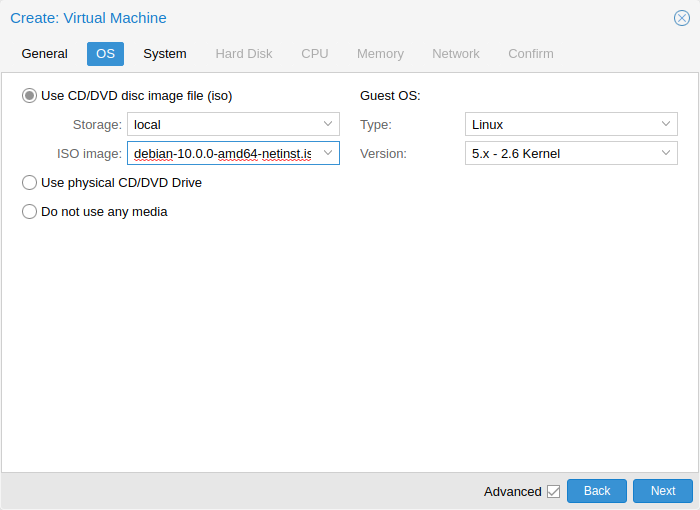 Create: Virtual Machine
General OS System Hard Disk CPU Memory Network Confirm
Use CD/DVD disc image file (iso) Guest OS:
Storage: local Type: Linux
ISO image: debian-10.0.0-amd64-netinst.is Version: 5.x - 2.6 Kernel
Use physical CD/DVD Drive
Do not use any media
Advanced Back Next